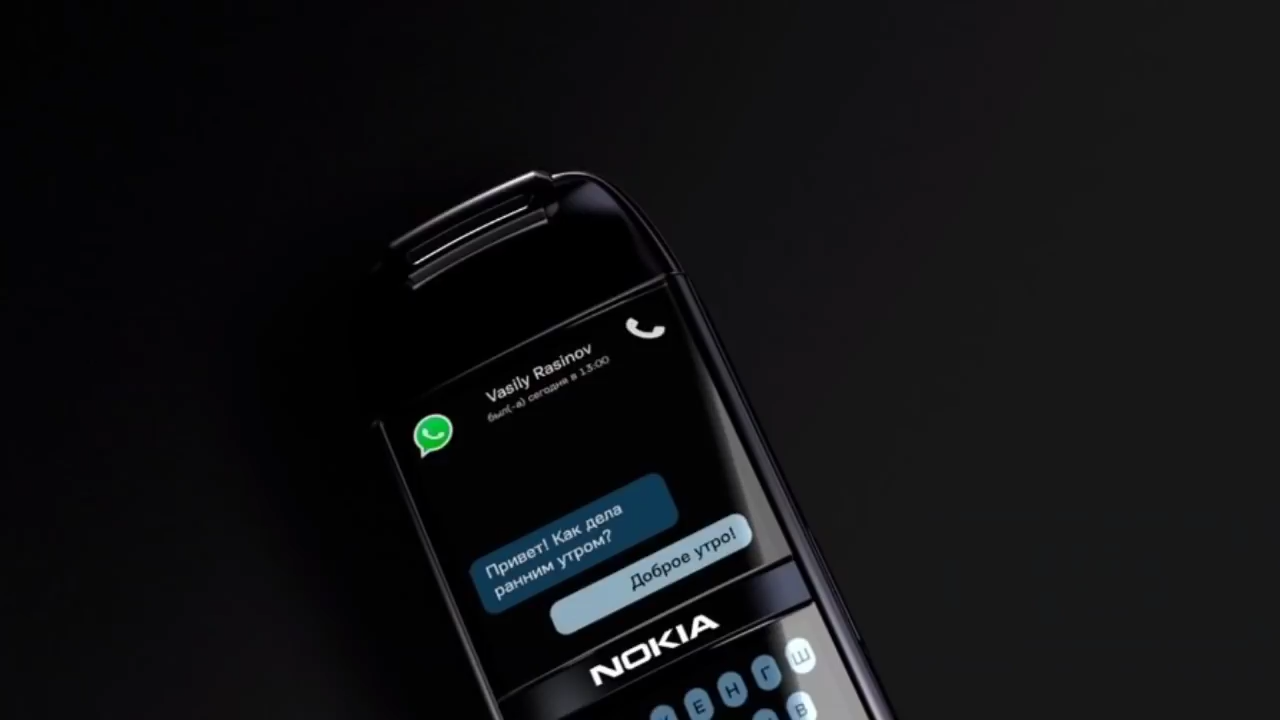 Vasily Rasinov
был(-а) сегодня в 13:00
Привет! Как дела
ранним утром?
Доброе утро!
NOKIA
Е Н Г Ш
В